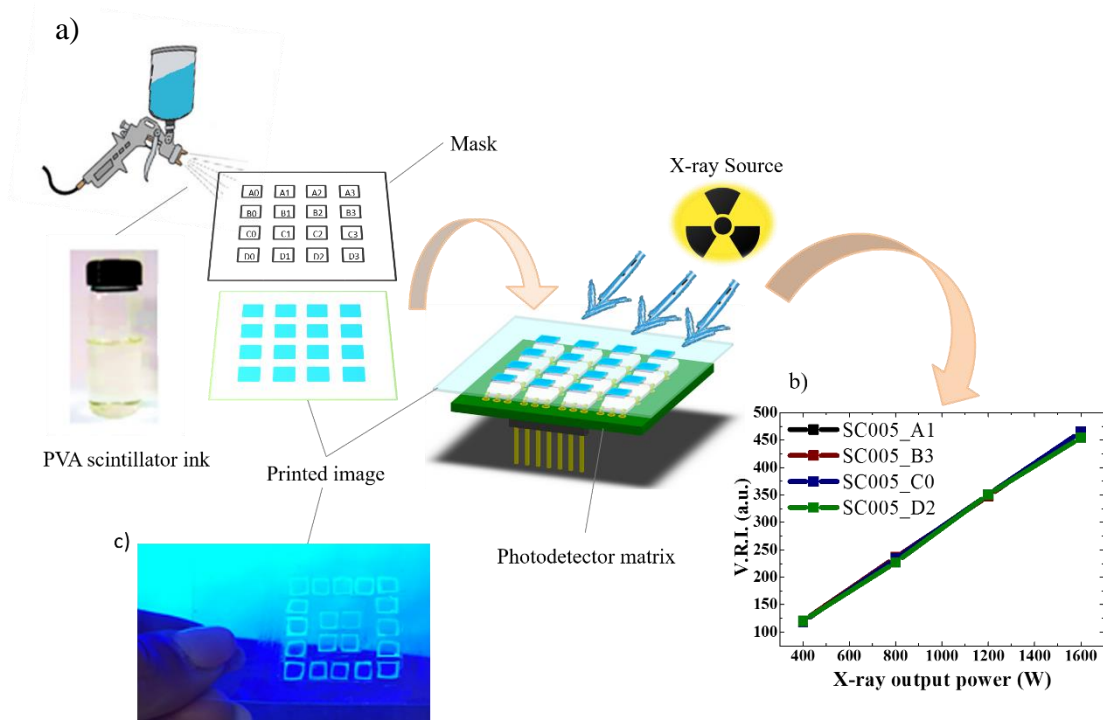 a)
Mask
X-ray Source
A0 A1 A2 A3
B0 B1 B2 B3
C0 C1 C2 C3
D0 D1 D2 D3
PVA scintillator ink
Printed image
Photodetector matrix
b)
500
450
400
350
300
250
200
150
100
V.R.I. (a.u.)
SC005_A1
SC005_B3
SC005_C0
SC005_D2
400 600 800 1000 1200 1400 1600
X-ray output power (W)
c)